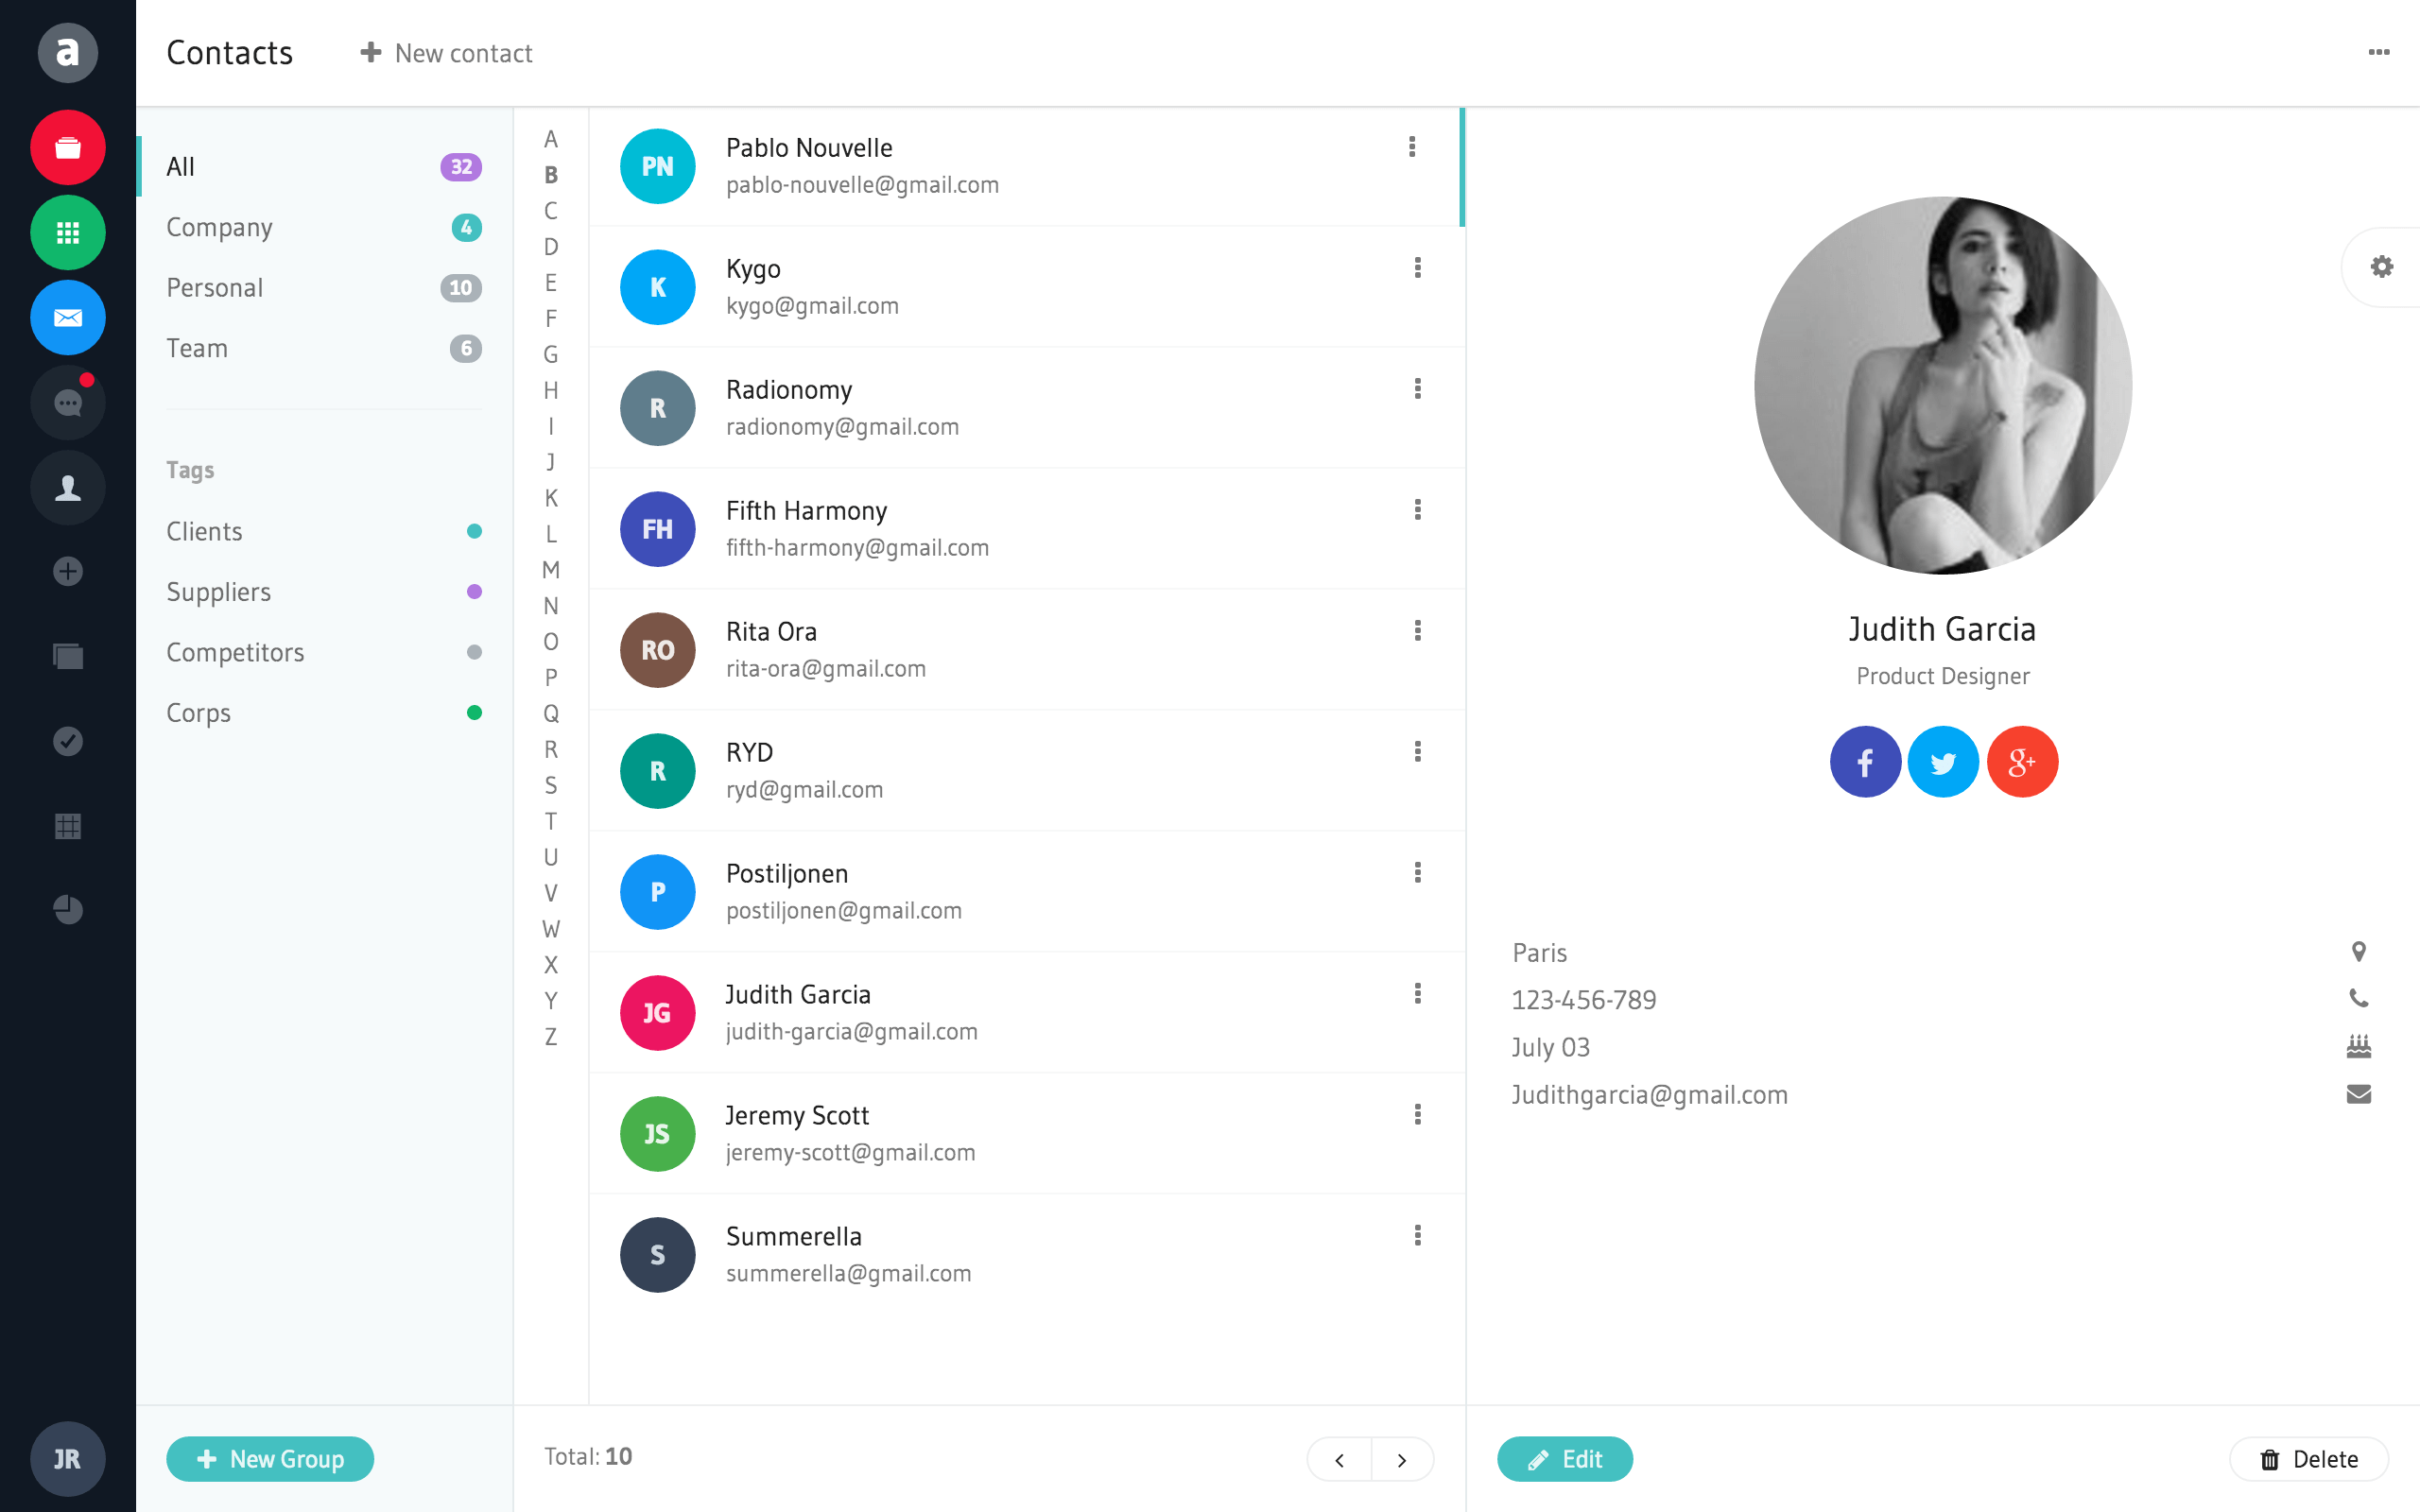 a
Contacts
New contact
All 32
Company 4
Personal 10
Team 6
Tags
Clients
Suppliers
Competitors
Corps
New Group
JR
A
B
C
D
E
F
G
H
I
J
K
L
M
N
O
P
Q
R
S
T
U
V
W
X
Y
Z
PN
Pablo Nouvelle
pablo-nouvelle@gmail.com
K
Kygo
kygo@gmail.com
R
Radionomy
radionomy@gmail.com
FH
Fifth Harmony
fifth-harmony@gmail.com
RO
Rita Ora
rita-ora@gmail.com
R
RYD
ryd@gmail.com
P
Postiljonen
postiljonen@gmail.com
JG
Judith Garcia
judith-garcia@gmail.com
JS
Jeremy Scott
jeremy-scott@gmail.com
S
Summerella
summerella@gmail.com
Total: 10
Judith Garcia
Product Designer
f
g+
Paris
123-456-789
July 03
Judithgarcia@gmail.com
Edit
Delete